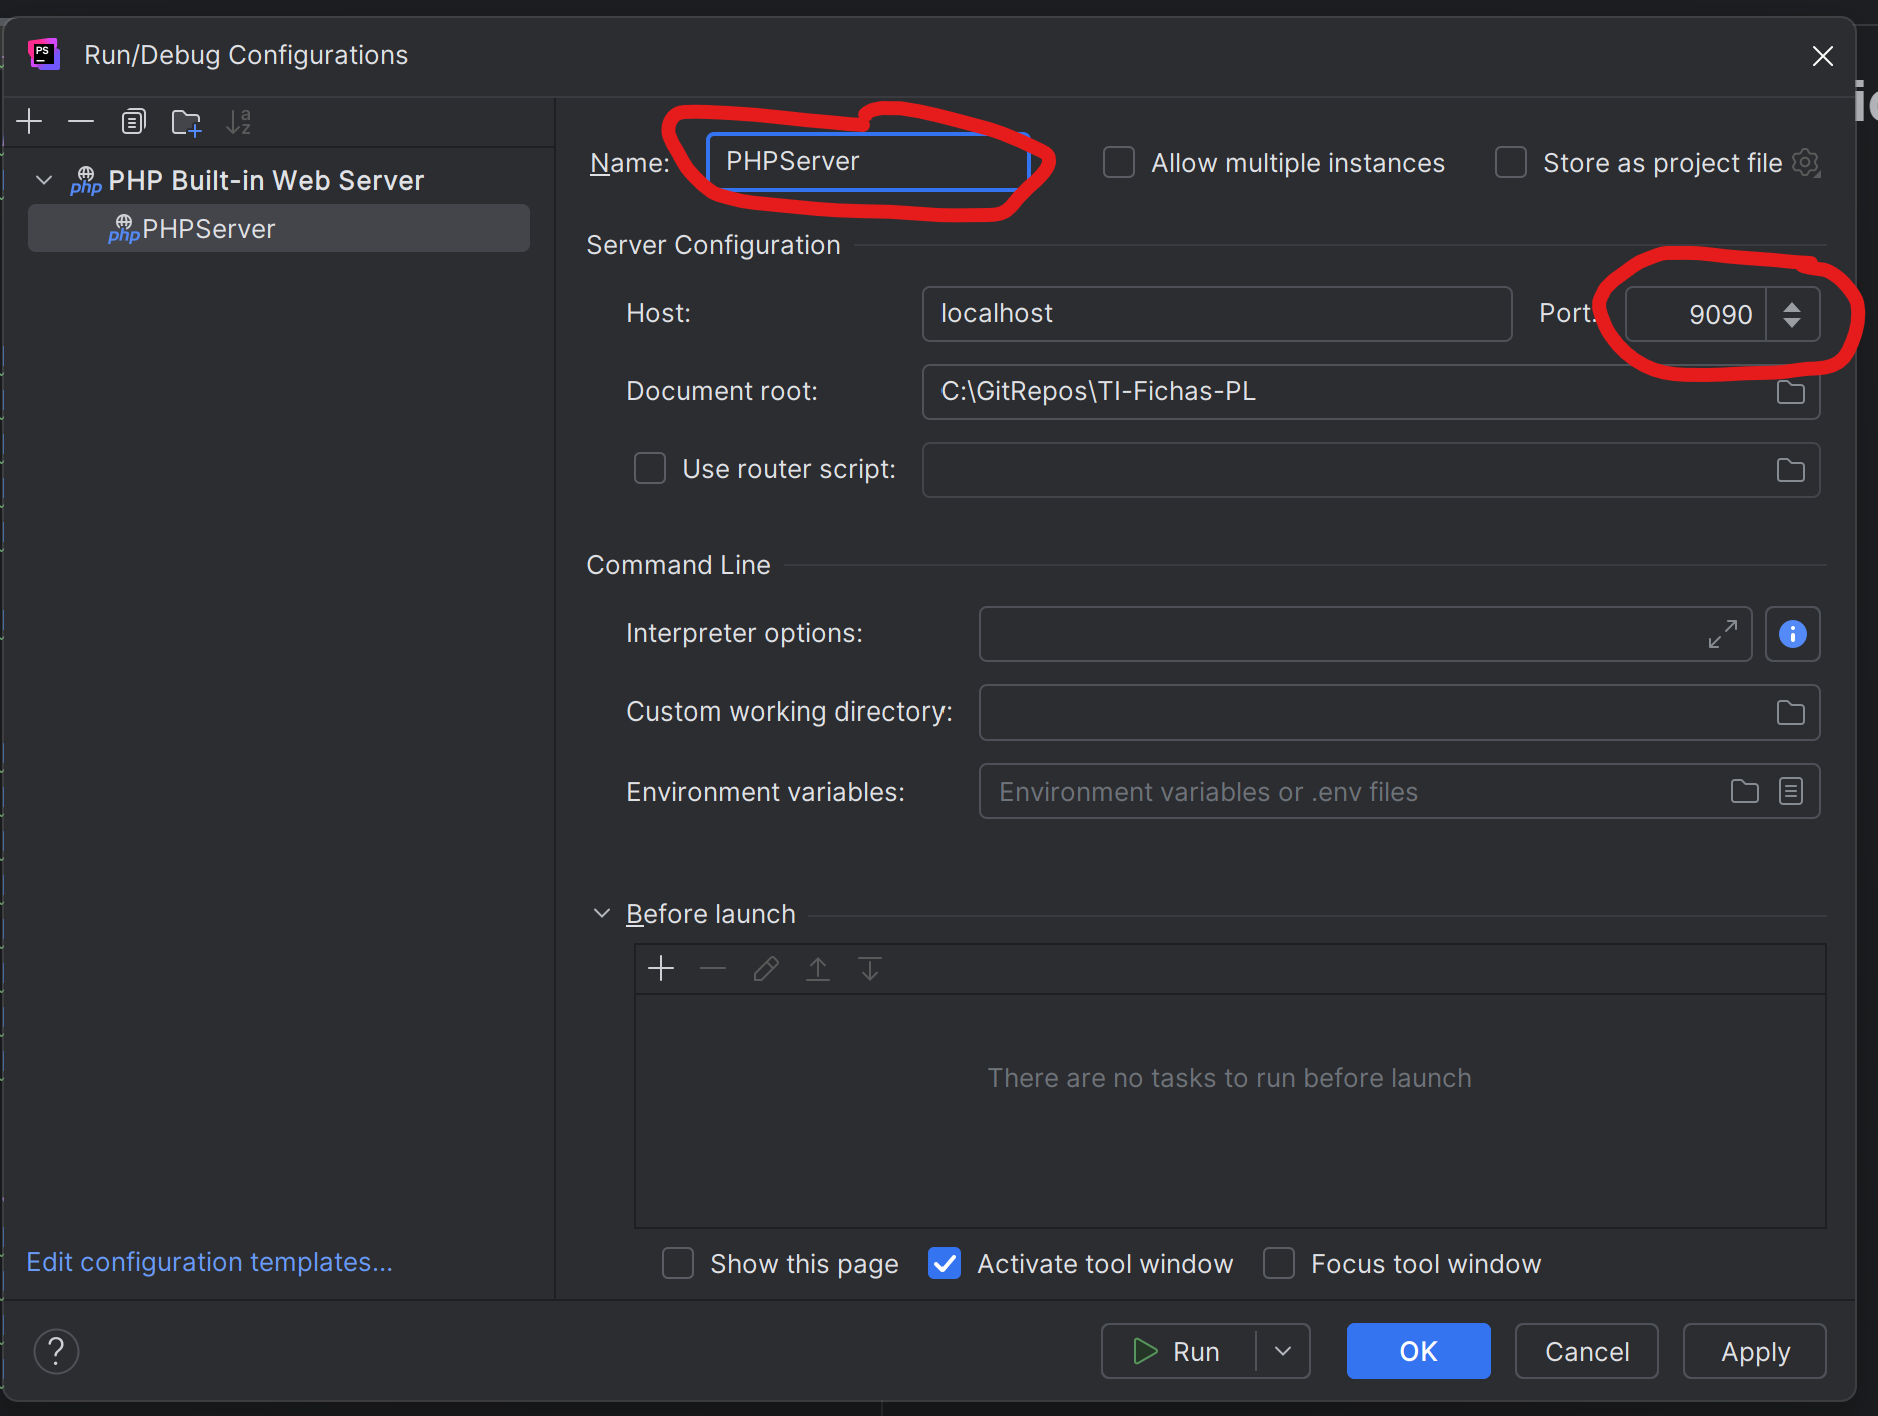 PS
Run/Debug Configurations
php PHP Built-in Web Server
php PHPServer
Name: PHPServer
Allow multiple instances
Store as project file
Server Configuration
Host: localhost
Port: 9090
Document root: C:\GitRepos\TI-Fichas-PL
Use router script:
Command Line
Interpreter options:
Custom working directory:
Environment variables: Environment variables or .env files
Before launch
There are no tasks to run before launch
Show this page
Activate tool window
Focus tool window
Edit configuration templates...
?
Run
OK
Cancel
Apply